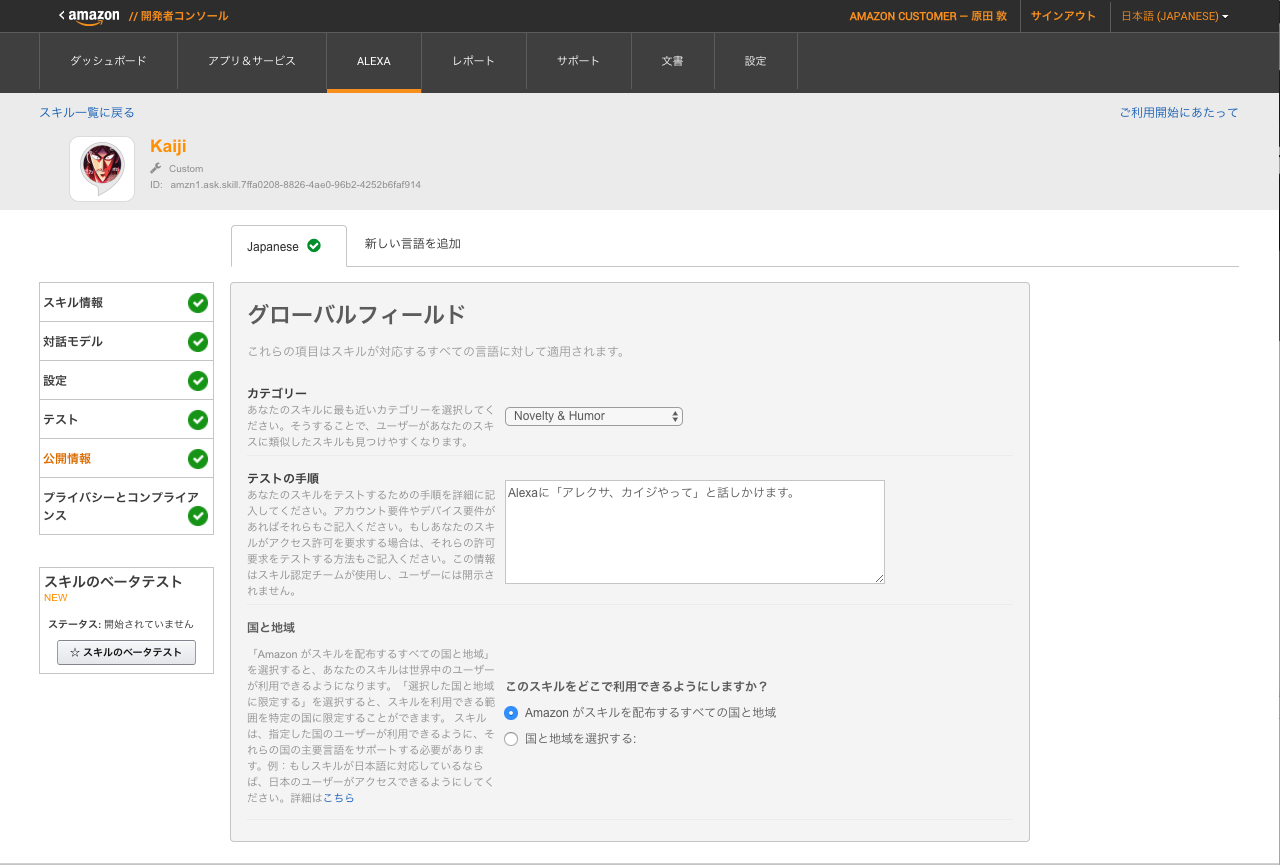 amazon // 開発者コンソール
AMAZON CUSTOMER – 原田 敦
サインアウト
日本語 (JAPANESE)
ダッシュボード
アプリ＆サービス
ALEXA
レポート
サポート
文書
設定
スキル一覧に戻る
ご利用開始にあたって
Kaiji
Custom
ID: amzn1.ask.skill.7ffa0208-8826-4ae0-96b2-4252b6faf914
Japanese
新しい言語を追加
スキル情報
対話モデル
設定
テスト
公開情報
プライバシーとコンプライア
ンス
スキルのベータテスト
NEW
ステータス: 開始されていません
☆ スキルのベータテスト
グローバルフィールド
これらの項目はスキルが対応するすべての言語に対して適用されます。
カテゴリー
あなたのスキルに最も近いカテゴリーを選択してく
ださい。そうすることで、ユーザーがあなたのスキ
スに類似したスキルも見つけやすくなります。
Novelty & Humor
テストの手順
あなたのスキルをテストするための手順を詳細に記
入してください。アカウント要件やデバイス要件が
あればそれらもご記入ください。もしあなたのスキ
ルがアクセス許可を要求する場合は、それらの許可
要求をテストする方法もご記入ください。この情報
はスキル認定チームが使用し、ユーザーには開示さ
れません。
Alexaに「アレクサ、カイジやって」と話しかけます。
国と地域
「Amazon がスキルを配布するすべての国と地域」
を選択すると、あなたのスキルは世界中のユーザー
が利用できるようになります。「選択した国と地域
に限定する」を選択すると、スキルを利用できる範
囲を特定の国に限定することができます。 スキル
は、指定した国のユーザーが利用できるように、そ
れらの国の主要言語をサポートする必要がありま
す。例：もしスキルが日本語に対応しているなら
ば、日本のユーザーがアクセスできるようにしてく
ださい。詳細はこちら
このスキルをどこで利用できるようにしますか？
Amazon がスキルを配布するすべての国と地域
国と地域を選択する: